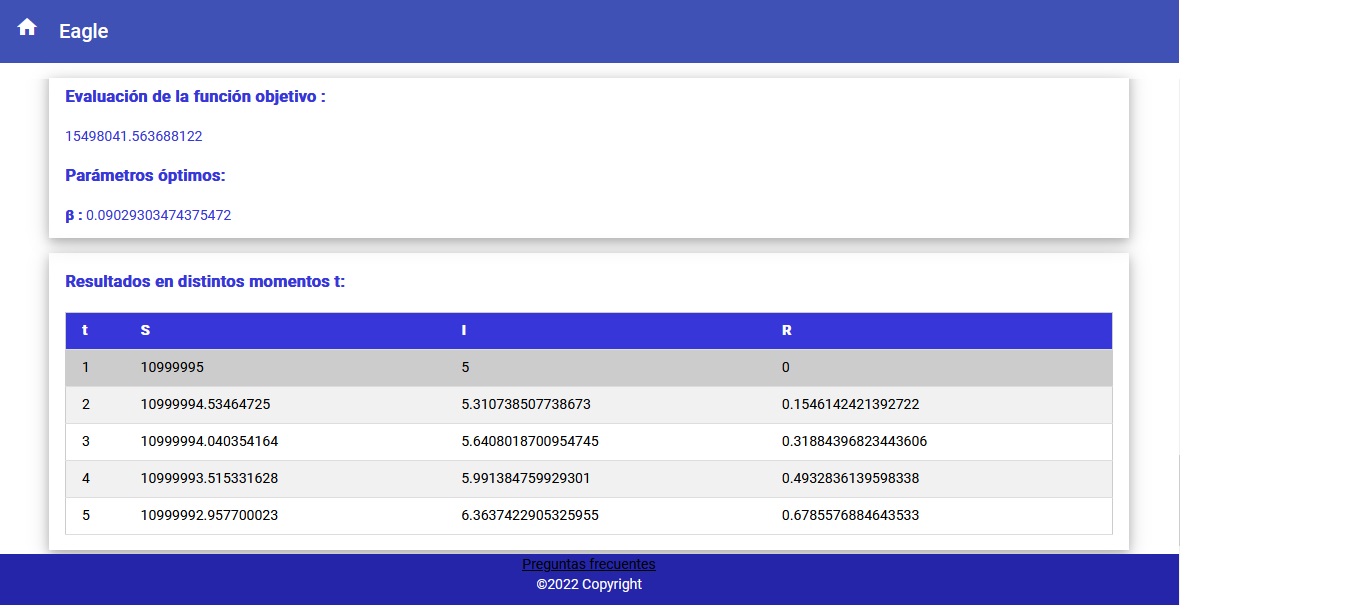 Eagle
Evaluación de la función objetivo :
15498041.563688122
Parámetros óptimos:
β : 0.09029303474375472
Resultados en distintos momentos t:
t S I R
1 10999995 5 0
2 10999994.53464725 5.310738507738673 0.1546142421392722
3 10999994.040354164 5.6408018700954745 0.31884396823443606
4 10999993.515331628 5.991384759929301 0.4932836139598338
5 10999992.957700023 6.3637422905325955 0.6785576884643533
Preguntas frecuentes
©2022 Copyright